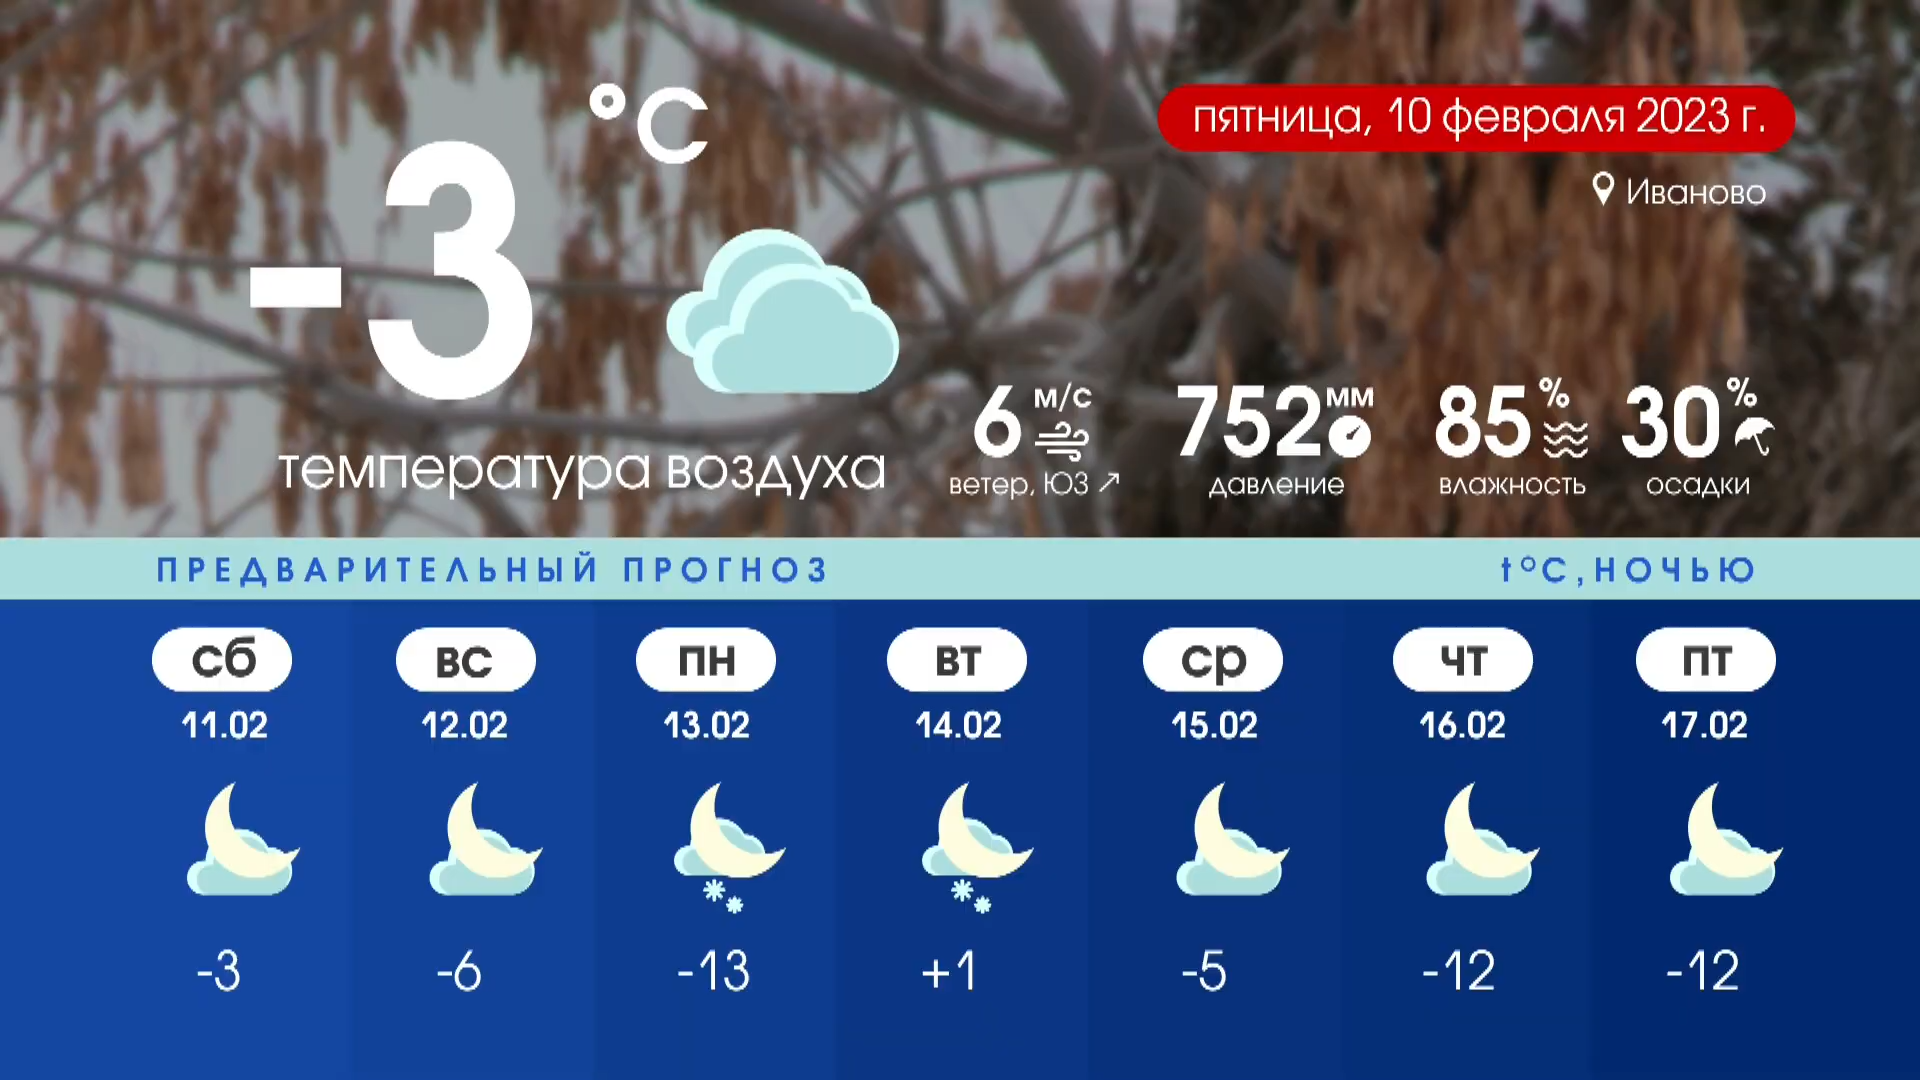 -3 °C
температура воздуха
пятница, 10 февраля 2023 г.
Иваново
6 м/с
ветер, ЮЗ ↗
752 мм
давление
85 %
влажность
30 %
осадки
ПРЕДВАРИТЕЛЬНЫЙ ПРОГНОЗ
t°C, НОЧЬЮ
сб вс пн вт ср чт пт
11.02 12.02 13.02 14.02 15.02 16.02 17.02
-3 -6 -13 +1 -5 -12 -12